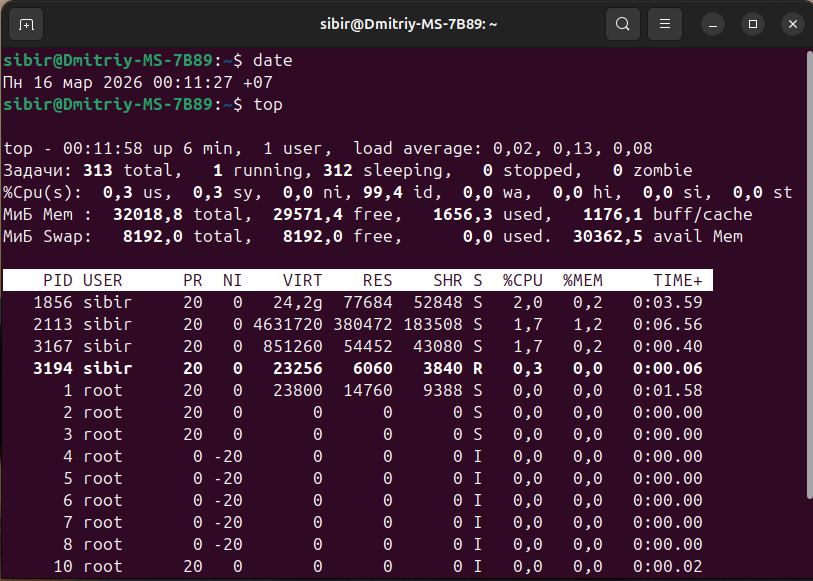 sibir@Dmitriy-MS-7B89: ~
sibir@Dmitriy-MS-7B89:~$ date
Пн 16 мар 2026 00:11:27 +07
sibir@Dmitriy-MS-7B89:~$ top
top - 00:11:58 up 6 min,  1 user,  load average: 0,02, 0,13, 0,08
Задачи: 313 total,   1 running, 312 sleeping,   0 stopped,   0 zombie
%Cpu(s):  0,3 us,  0,3 sy,  0,0 ni, 99,4 id,  0,0 wa,  0,0 hi,  0,0 si,  0,0 st
МиБ Mem :  32018,8 total,  29571,4 free,   1656,3 used,   1176,1 buff/cache
МиБ Swap:   8192,0 total,   8192,0 free,      0,0 used.  30362,5 avail Mem
    PID USER      PR  NI    VIRT    RES    SHR S  %CPU  %MEM     TIME+
   1856 sibir     20   0   24,2g  77684  52848 S   2,0   0,2   0:03.59
   2113 sibir     20   0 4631720 380472 183508 S   1,7   1,2   0:06.56
   3167 sibir     20   0  851260  54452  43080 S   1,7   0,2   0:00.40
   3194 sibir     20   0   23256   6060   3840 R   0,3   0,0   0:00.06
      1 root      20   0   23800  14760   9388 S   0,0   0,0   0:01.58
      2 root      20   0       0      0      0 S   0,0   0,0   0:00.00
      3 root      20   0       0      0      0 S   0,0   0,0   0:00.00
      4 root       0 -20       0      0      0 I   0,0   0,0   0:00.00
      5 root       0 -20       0      0      0 I   0,0   0,0   0:00.00
      6 root       0 -20       0      0      0 I   0,0   0,0   0:00.00
      7 root       0 -20       0      0      0 I   0,0   0,0   0:00.00
      8 root       0 -20       0      0      0 I   0,0   0,0   0:00.00
     10 root      20   0       0      0      0 I   0,0   0,0   0:00.02